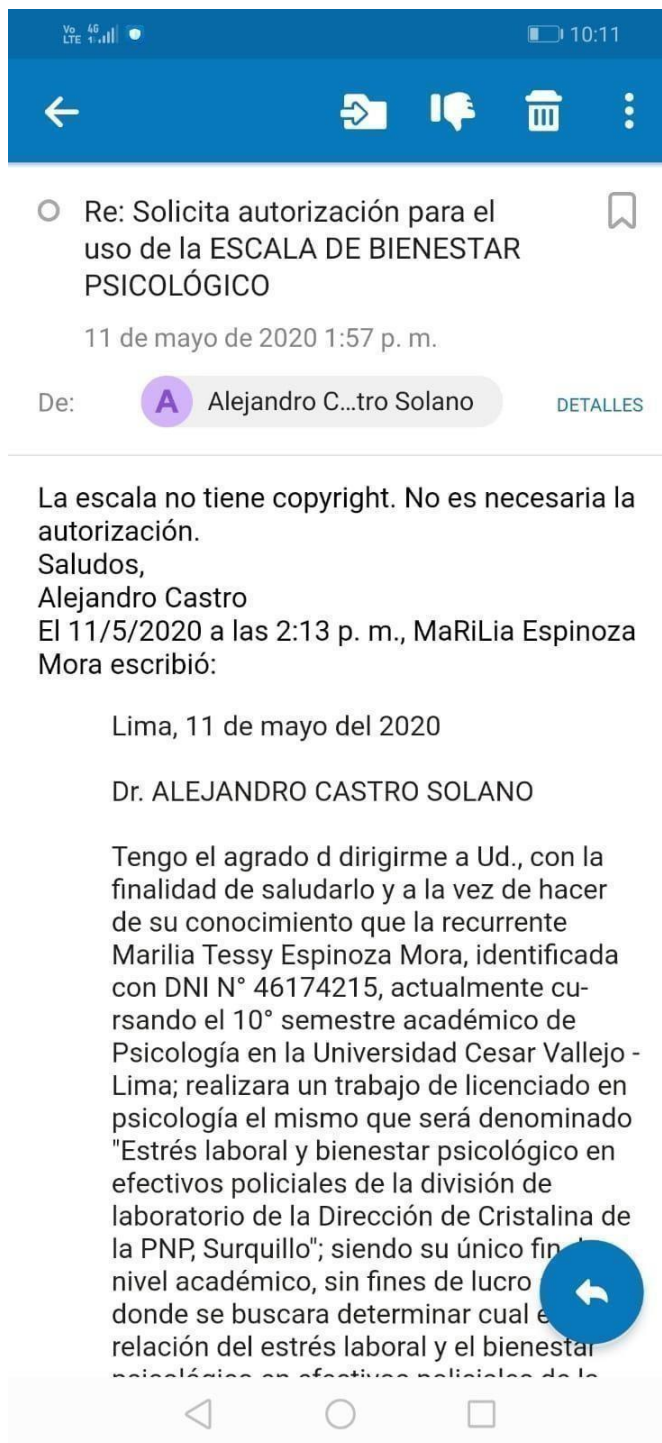 Vo LTE 4G 10:11
Re: Solicita autorización para el
uso de la ESCALA DE BIENESTAR
PSICOLÓGICO
11 de mayo de 2020 1:57 p. m.
De: A Alejandro C...tro Solano DETALLES
La escala no tiene copyright. No es necesaria la
autorización.
Saludos,
Alejandro Castro
El 11/5/2020 a las 2:13 p. m., MaRiLia Espinoza
Mora escribió:
Lima, 11 de mayo del 2020
Dr. ALEJANDRO CASTRO SOLANO
Tengo el agrado d dirigirme a Ud., con la
finalidad de saludarlo y a la vez de hacer
de su conocimiento que la recurrente
Marilia Tessy Espinoza Mora, identificada
con DNI N° 46174215, actualmente cu-
rsando el 10° semestre académico de
Psicología en la Universidad Cesar Vallejo -
Lima; realizara un trabajo de licenciado en
psicología el mismo que será denominado
"Estrés laboral y bienestar psicológico en
efectivos policiales de la división de
laboratorio de la Dirección de Cristalina de
la PNP, Surquillo"; siendo su único
nivel académico, sin fines de lucro
donde se buscara determinar cual
relación del estrés laboral y el bienestar